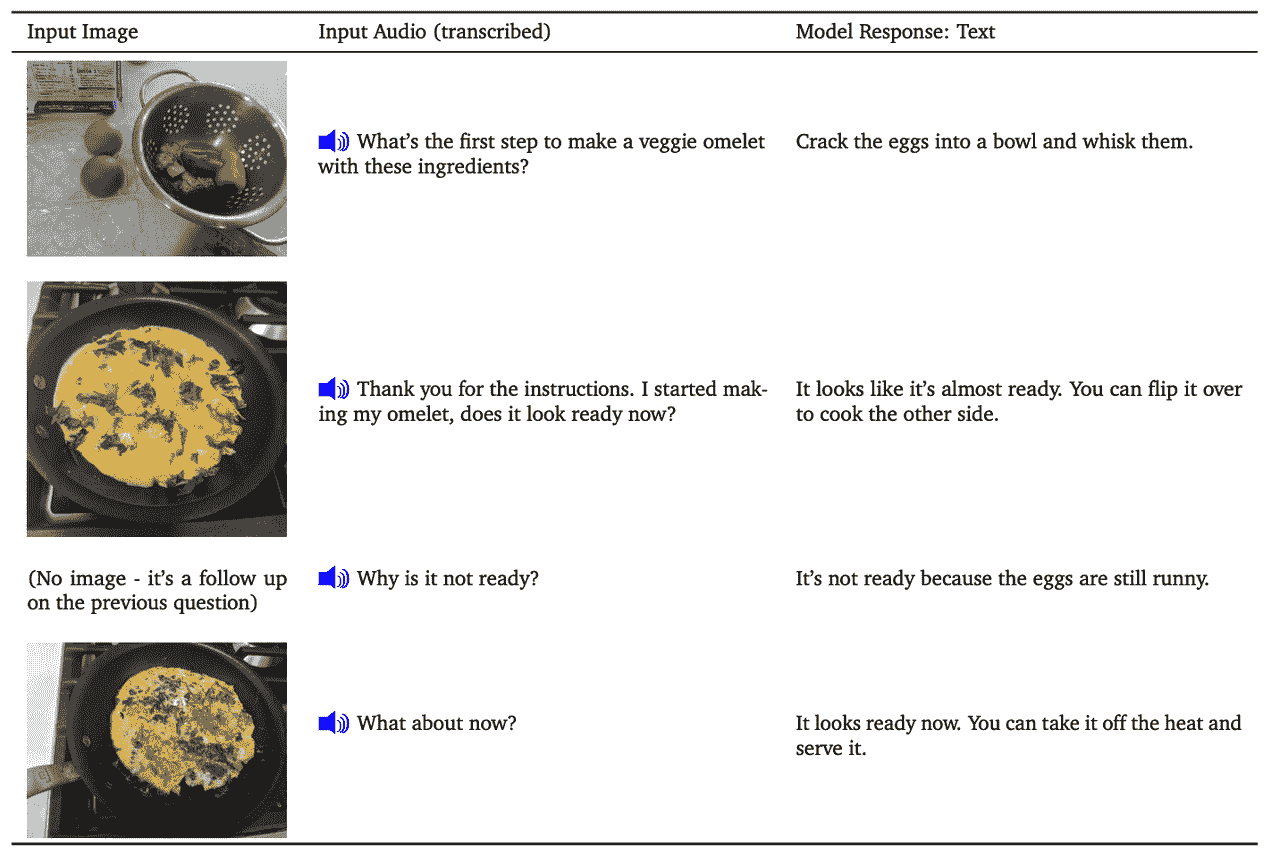 Input Image Input Audio (transcribed) Model Response: Text
What's the first step to make a veggie omelet
with these ingredients?
Crack the eggs into a bowl and whisk them.
Thank you for the instructions. I started mak-
ing my omelet, does it look ready now?
It looks like it's almost ready. You can flip it over
to cook the other side.
(No image - it's a follow up
on the previous question)
Why is it not ready?
It's not ready because the eggs are still runny.
What about now?
It looks ready now. You can take it off the heat and
serve it.